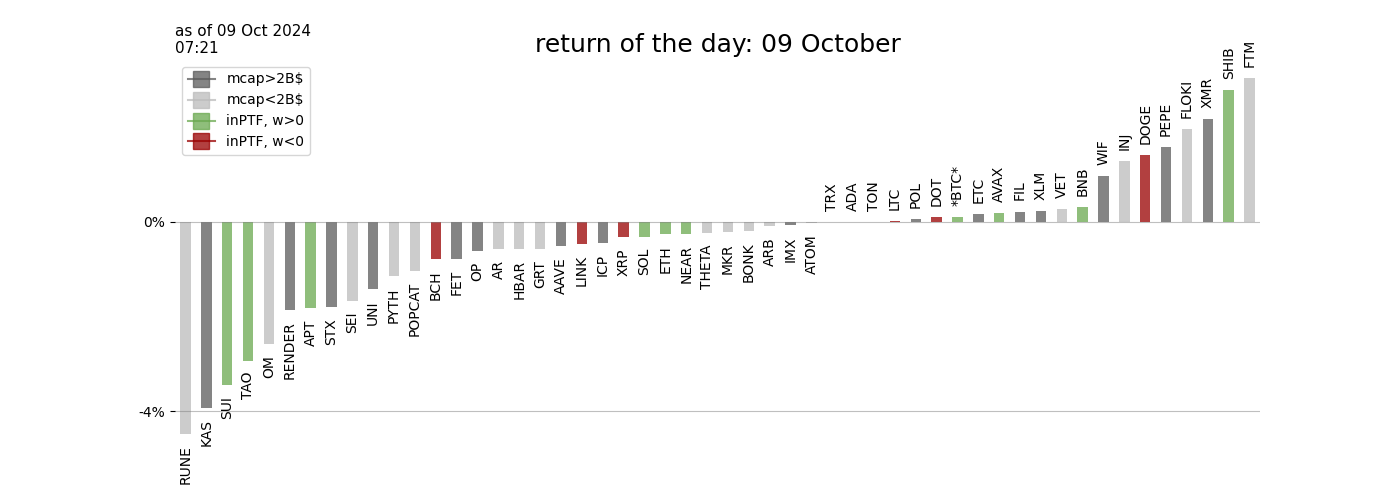 as of 09 Oct 2024
07:21
return of the day: 09 October
mcap>2B$
mcap<2B$
inPTF, w>0
inPTF, w<0
0%
-4%
RUNE
KAS
SUI
TAO
OM
RENDER
APT
STX
SEI
UNI
PYTH
POPCAT
BCH
FET
OP
AR
HBAR
GRT
AAVE
LINK
ICP
XRP
SOL
ETH
NEAR
THETA
MKR
BONK
ARB
IMX
ATOM
TRX
ADA
TON
LTC
POL
DOT
*BTC*
ETC
AVAX
FIL
XLM
VET
BNB
WIF
INJ
DOGE
PEPE
FLOKI
XMR
SHIB
FTM